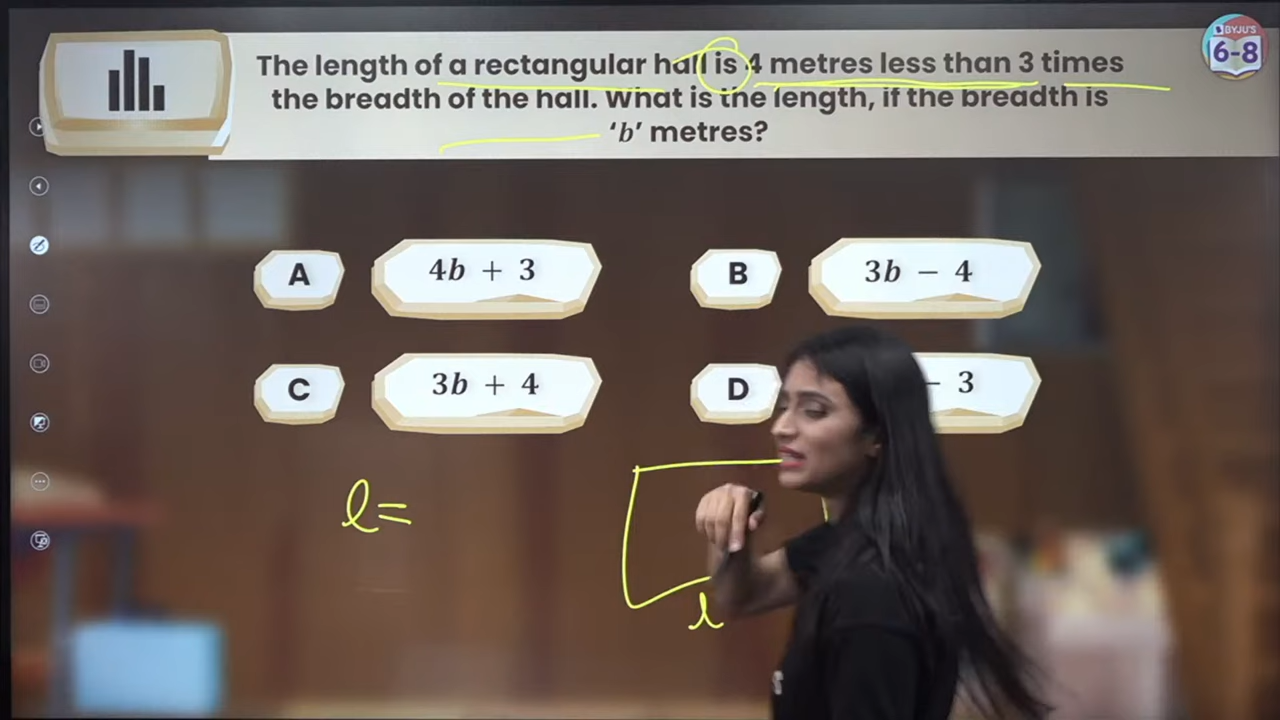 The length of a rectangular hall is 4 metres less than 3 times
the breadth of the hall. What is the length, if the breadth is
'b' metres?
BYJU'S
6-8
A
4b + 3
B
3b − 4
C
3b + 4
D
− 3
l =
l